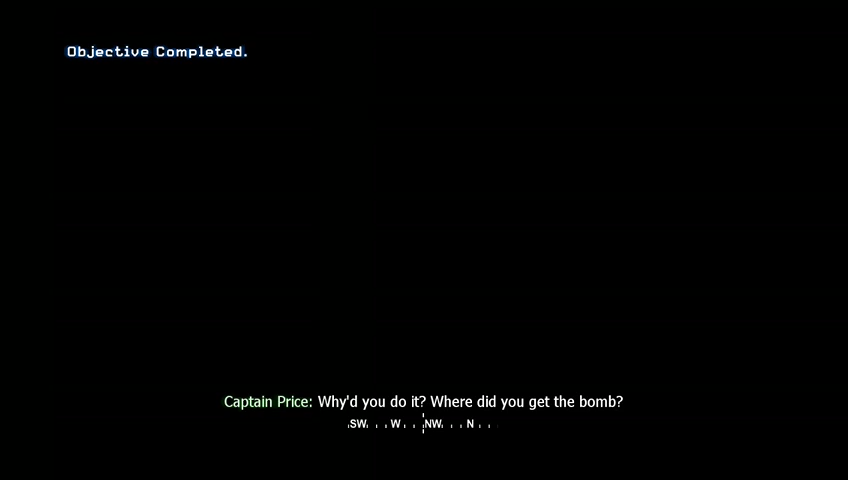 Objective Completed.
Captain Price: Why'd you do it? Where did you get the bomb?
SW W NW N